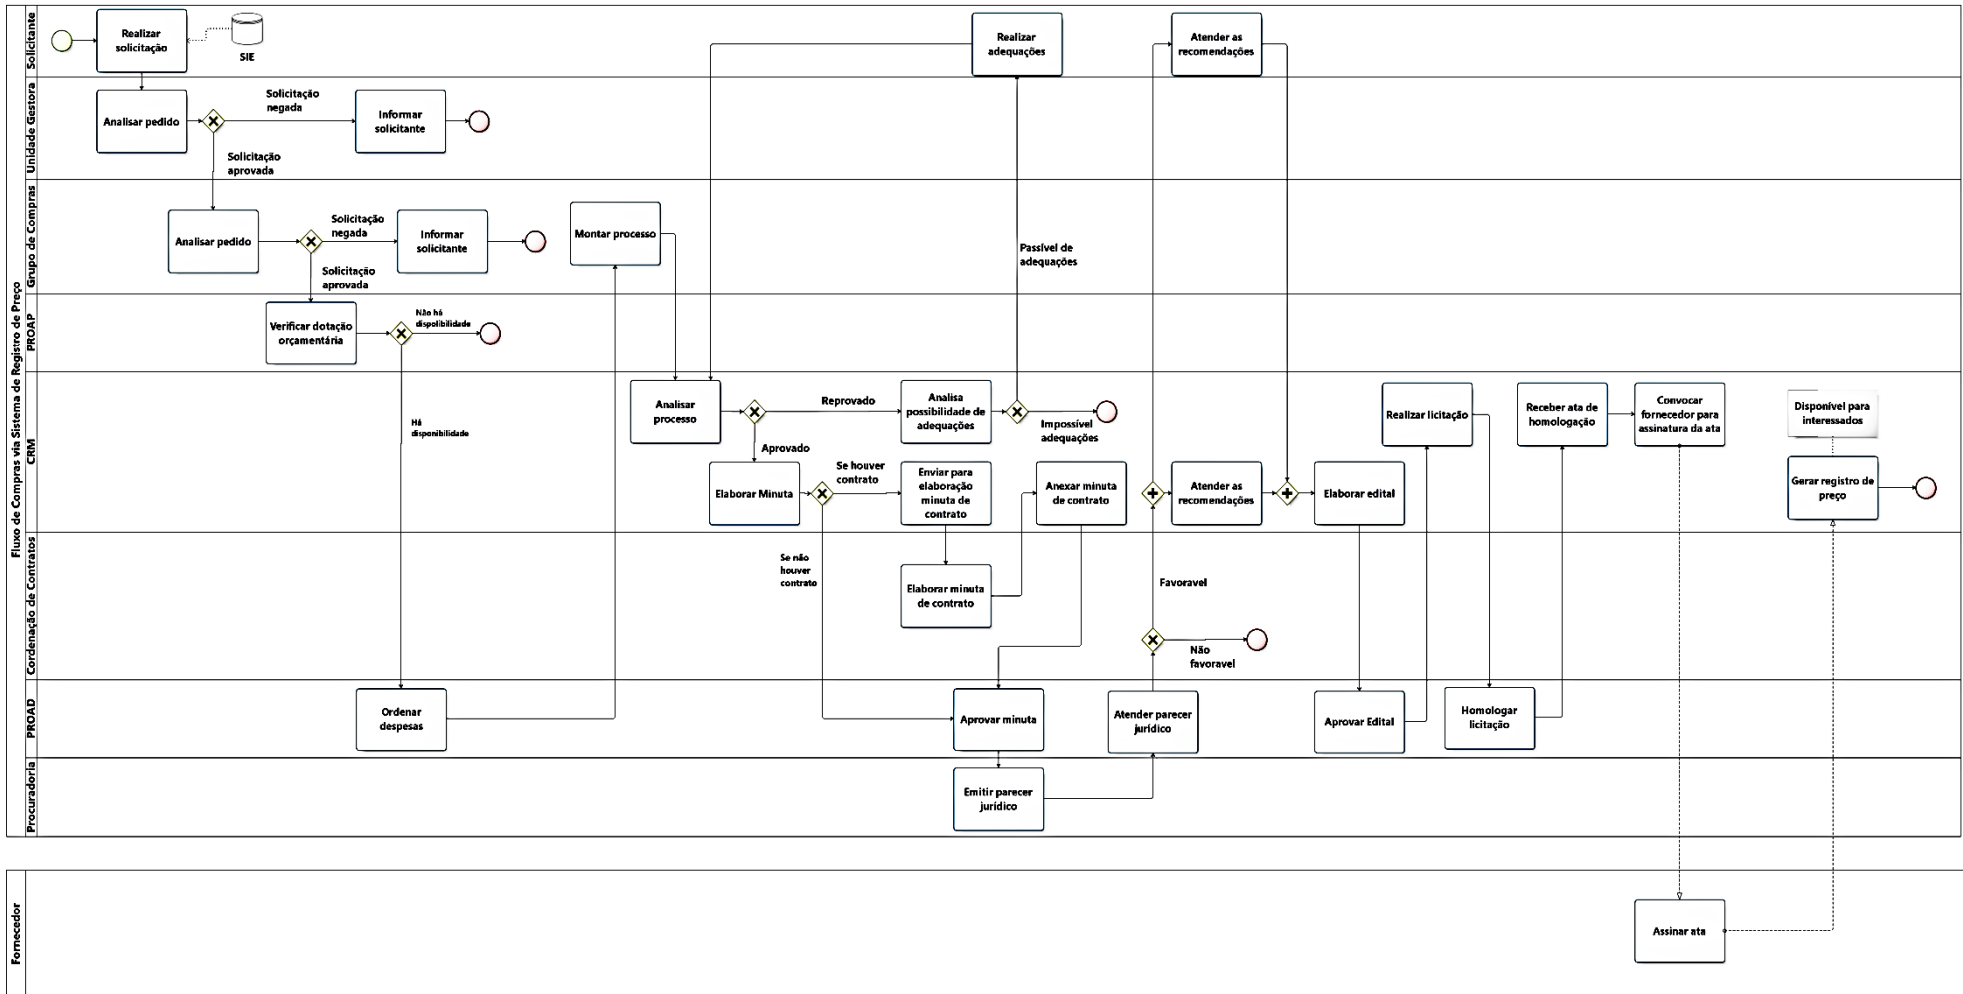 Fluxo de Compras via Sistema de Registro de Preço
Solicitante
Realizar
solicitação
SIE
Realizar
adequações
Atender as
recomendações
Unidade Gestora
Analisar pedido
Solicitação
negada
Informar
solicitante
Solicitação
aprovada
Grupo de Compras
Analisar pedido
Solicitação
negada
Informar
solicitante
Solicitação
aprovada
Montar processo
Passível de
adequações
PROAP
Verificar dotação
orçamentária
Não há
dispolibilidade
Há
disponibilidade
CRM
Analisar
processo
Reprovado
Analisa
possibilidade de
adequações
Impossível
adequações
Aprovado
Elaborar Minuta
Se houver
contrato
Enviar para
elaboração
minuta de
contrato
Anexar minuta
de contrato
Atender as
recomendações
Elaborar edital
Realizar licitação
Receber ata de
homologação
Convocar
fornecedor para
assinatura da ata
Disponível para
interessados
Gerar registro de
preço
Cordenação de Contratos
Se não
houver
contrato
Elaborar minuta
de contrato
Favoravel
Não
favoravel
PROAD
Ordenar
despesas
Aprovar minuta
Atender parecer
jurídico
Aprovar Edital
Homologar
licitação
Procuradoria
Emitir parecer
jurídico
Fornecedor
Assinar ata